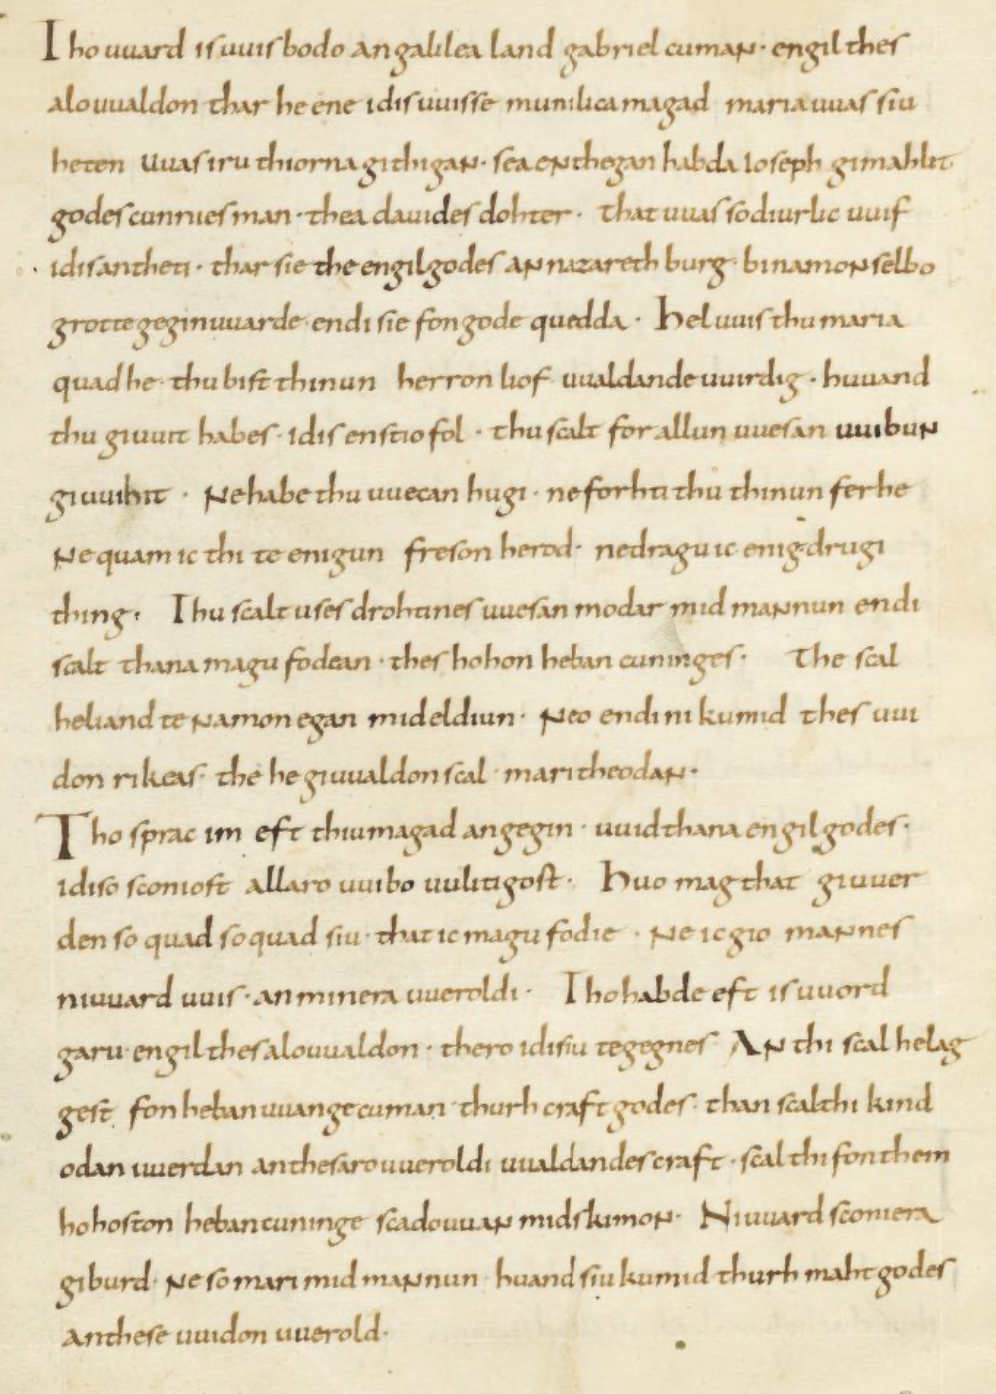 Tho uuard is uuisbodo an galilea land gabriel cuman· engil thes
alouualdon thar he ene idis uuisse munilica magad maria uuas siu
heten Uuas iru thiorna githigan· sea en thegan habda Ioseph gimahlit
godes cunnies man· thea dauides dohter· that uuas so diurlic uuif
idis antheti· thar sie the engil godes an nazareth burg· bi namon selbo
grotte geginuuarde· endi sie fon gode quedda· Hel uuis thu maria
quad he· thu bist thinun herron liof uualdande uuirdig· huuand
thu giuuit habes· idis enstio fol· thu scalt for allun uuesan uuibun
giuuihit· Ne habe thu uuecan hugi· ne forhti thu thinun ferhe
Ne quam ic thi te enigun freson herod· ne dragu ic enig drugi
thing· Thu scalt uses drohtines uuesan modar mid mannun endi
scalt thana magu fodean· thes hohon heban cuninges· The scal
heliand te namon egan mid eldiun· Neo endi ni kumid thes uui
don rikeas· the he giuualdon scal· mari theodan·
Tho sprac im eft thiu magad angegin· uuid thana engil godes·
idiso sconiost allaro uuibo uulitigost· Huo mag that giuuer
den so quad so quad siu· that ic magu fodie· Ne ic gio mannes
ni uuard uuis· an minera uueroldi· Tho habde eft is uuord
garu· engil thes alouualdon· thero idisiu tegegnes An thi scal helag
gest fon hebanuuange cuman· thurh craft godes· than scal thi kind
odan uuerdan an thesaro uueroldi uualdandes craft· scal thi fon them
hohoston hebancuninge scadouuan mid skimon· Ni uuard sconiera
giburd· Ne so mari mid mannun· huand siu kumid thurh maht godes
an these uuidon uuerold·